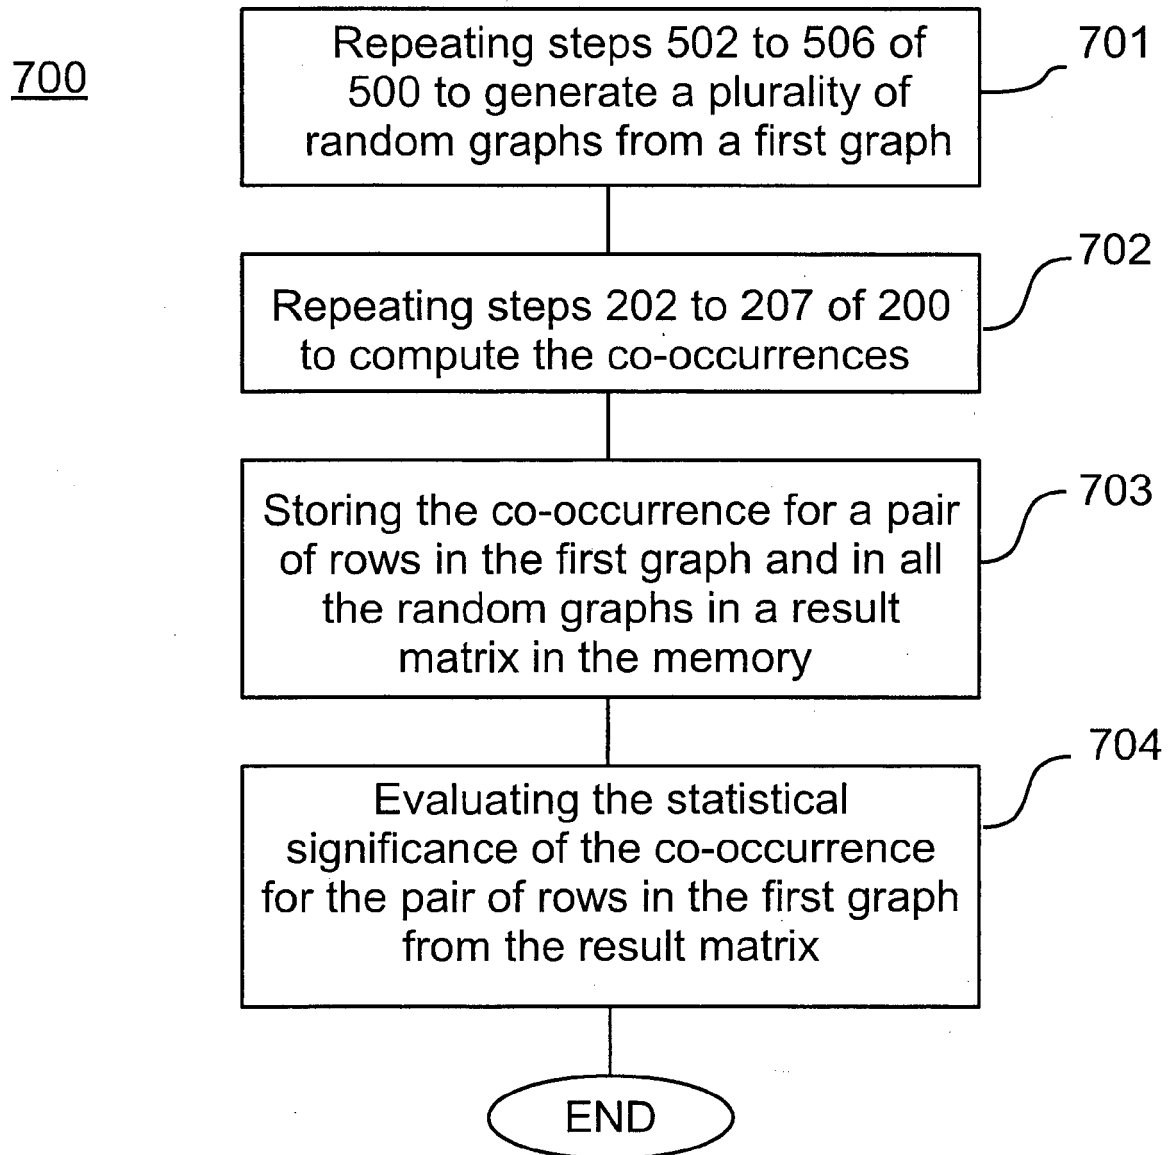 700
Repeating steps 502 to 506 of
500 to generate a plurality of
random graphs from a first graph
701
Repeating steps 202 to 207 of 200
to compute the co-occurrences
702
Storing the co-occurrence for a pair
of rows in the first graph and in all
the random graphs in a result
matrix in the memory
703
Evaluating the statistical
significance of the co-occurrence
for the pair of rows in the first graph
from the result matrix
704
END